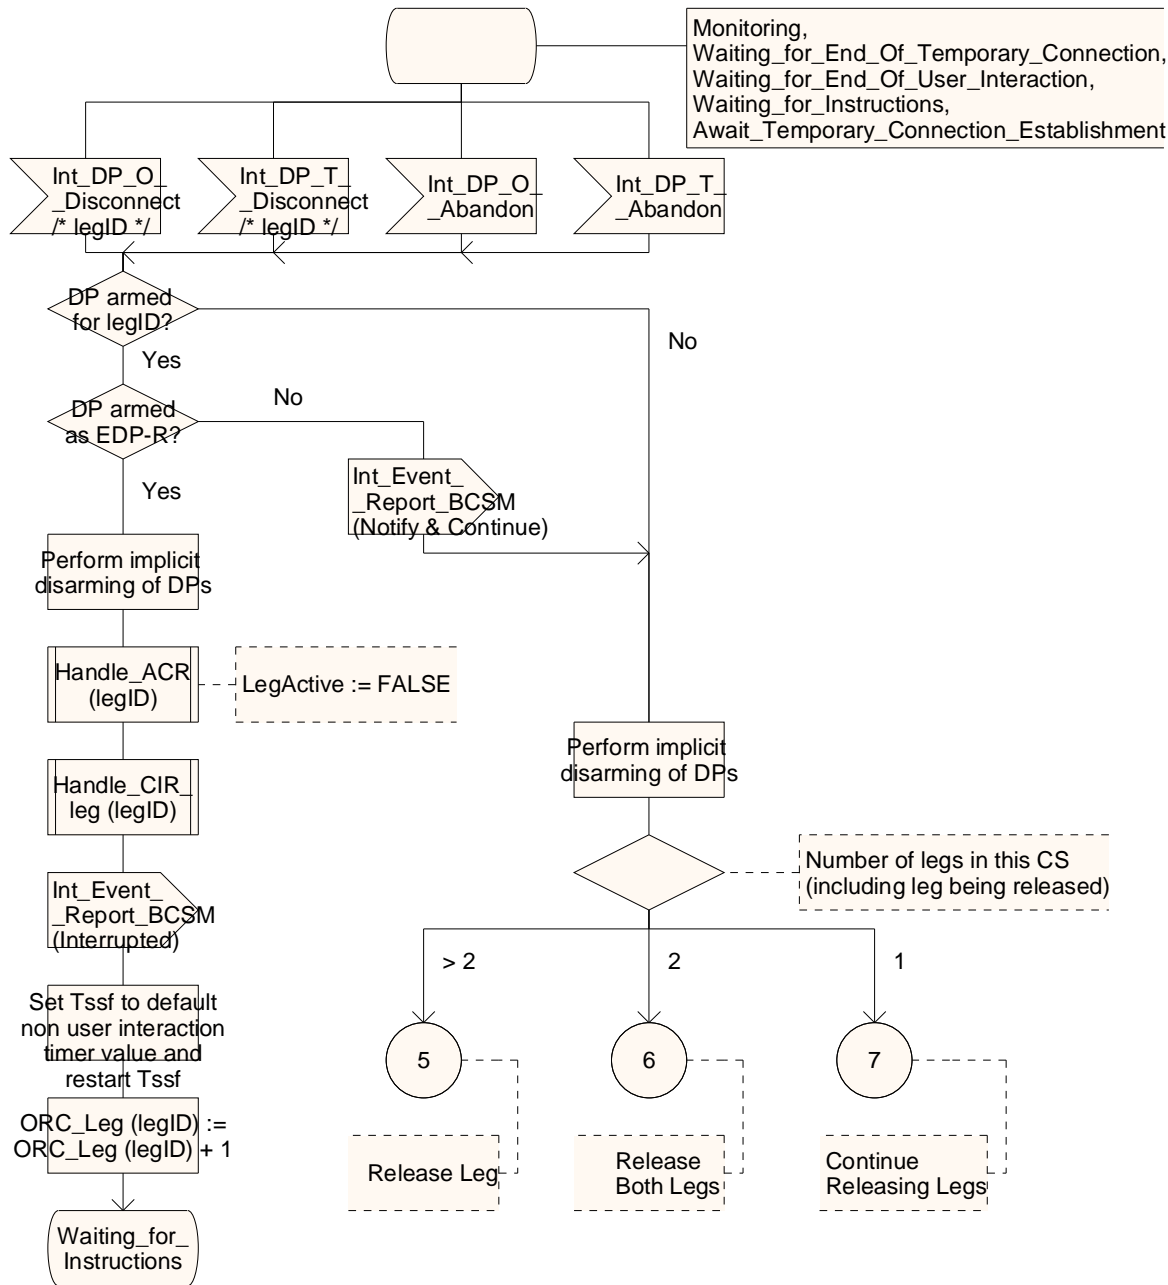 Monitoring,
Waiting_for_End_Of_Temporary_Connection,
Waiting_for_End_Of_User_Interaction,
Waiting_for_Instructions,
Await_Temporary_Connection_Establishment
Int_DP_O_
_Disconnect
/* legID */
Int_DP_T_
_Disconnect
/* legID */
Int_DP_O_
_Abandon
Int_DP_T_
_Abandon
DP armed
for legID?
No
Yes
DP armed
as EDP-R?
No
Yes
Int_Event_
_Report_BCSM
(Notify & Continue)
Perform implicit
disarming of DPs
Handle_ACR
(legID)
LegActive := FALSE
Perform implicit
disarming of DPs
Handle_CIR_
leg (legID)
Number of legs in this CS
(including leg being released)
Int_Event_
_Report_BCSM
(Interrupted)
> 2
2
1
Set Tssf to default
non user interaction
timer value and
restart Tssf
5
6
7
ORC_Leg (legID) :=
ORC_Leg (legID) + 1
Release Leg
Release
Both Legs
Continue
Releasing Legs
Waiting_for_
Instructions